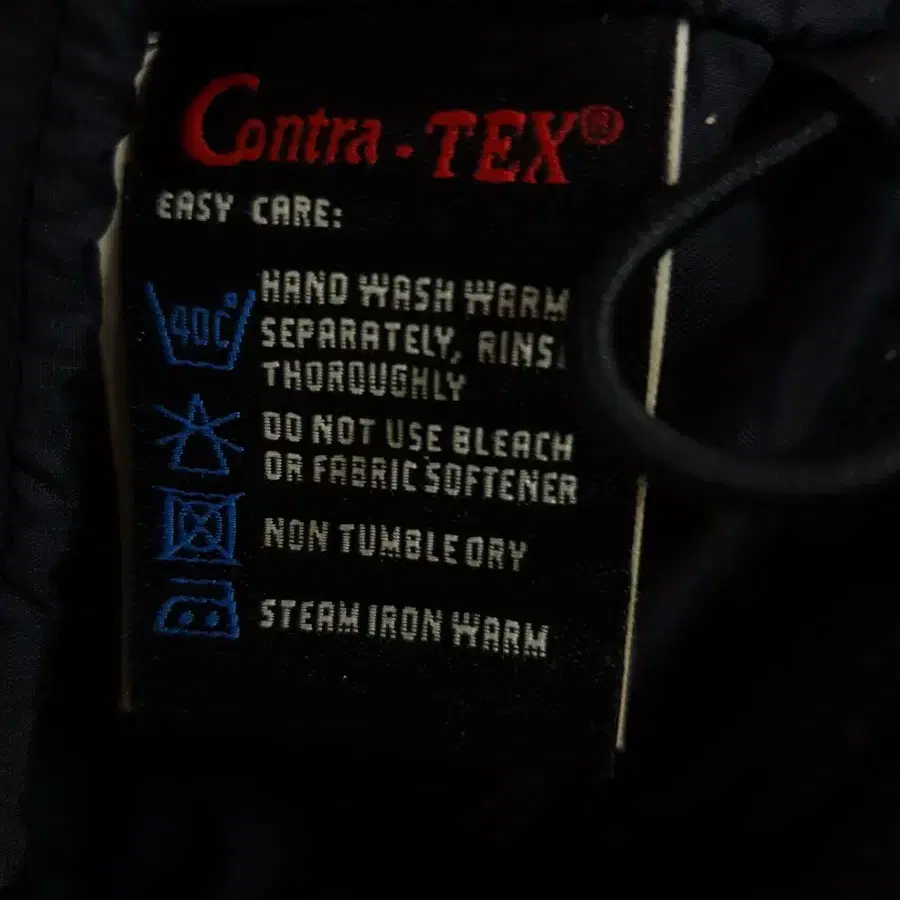 Contra-TEX®
EASY CARE:
40C°
HAND WASH WARM
SEPARATELY,
THOROUGHLY
DO NOT USE BLEACH
OR FABRIC SOFTENER
NON TUMBLE DRY
STEAM IRON WARM